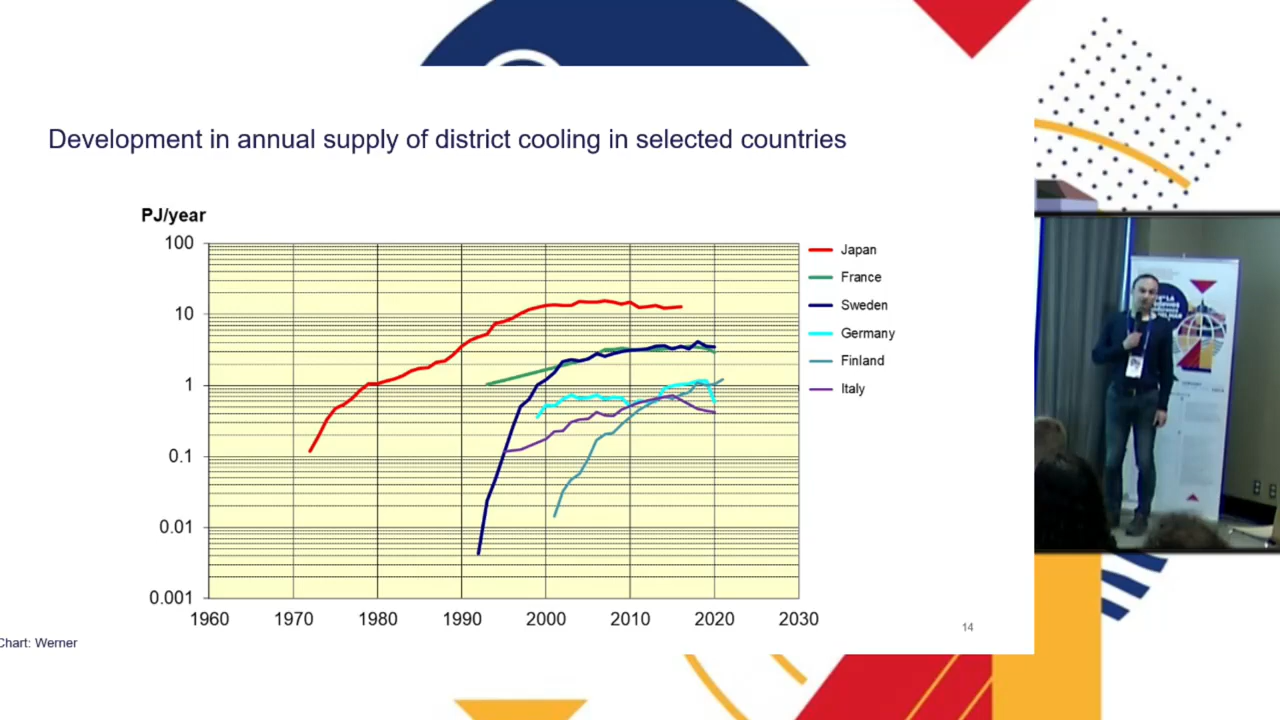 Development in annual supply of district cooling in selected countries
PJ/year
100
10
1
0.1
0.01
0.001
1960 1970 1980 1990 2000 2010 2020 2030
Japan
France
Sweden
Germany
Finland
Italy
14
Chart: Werner